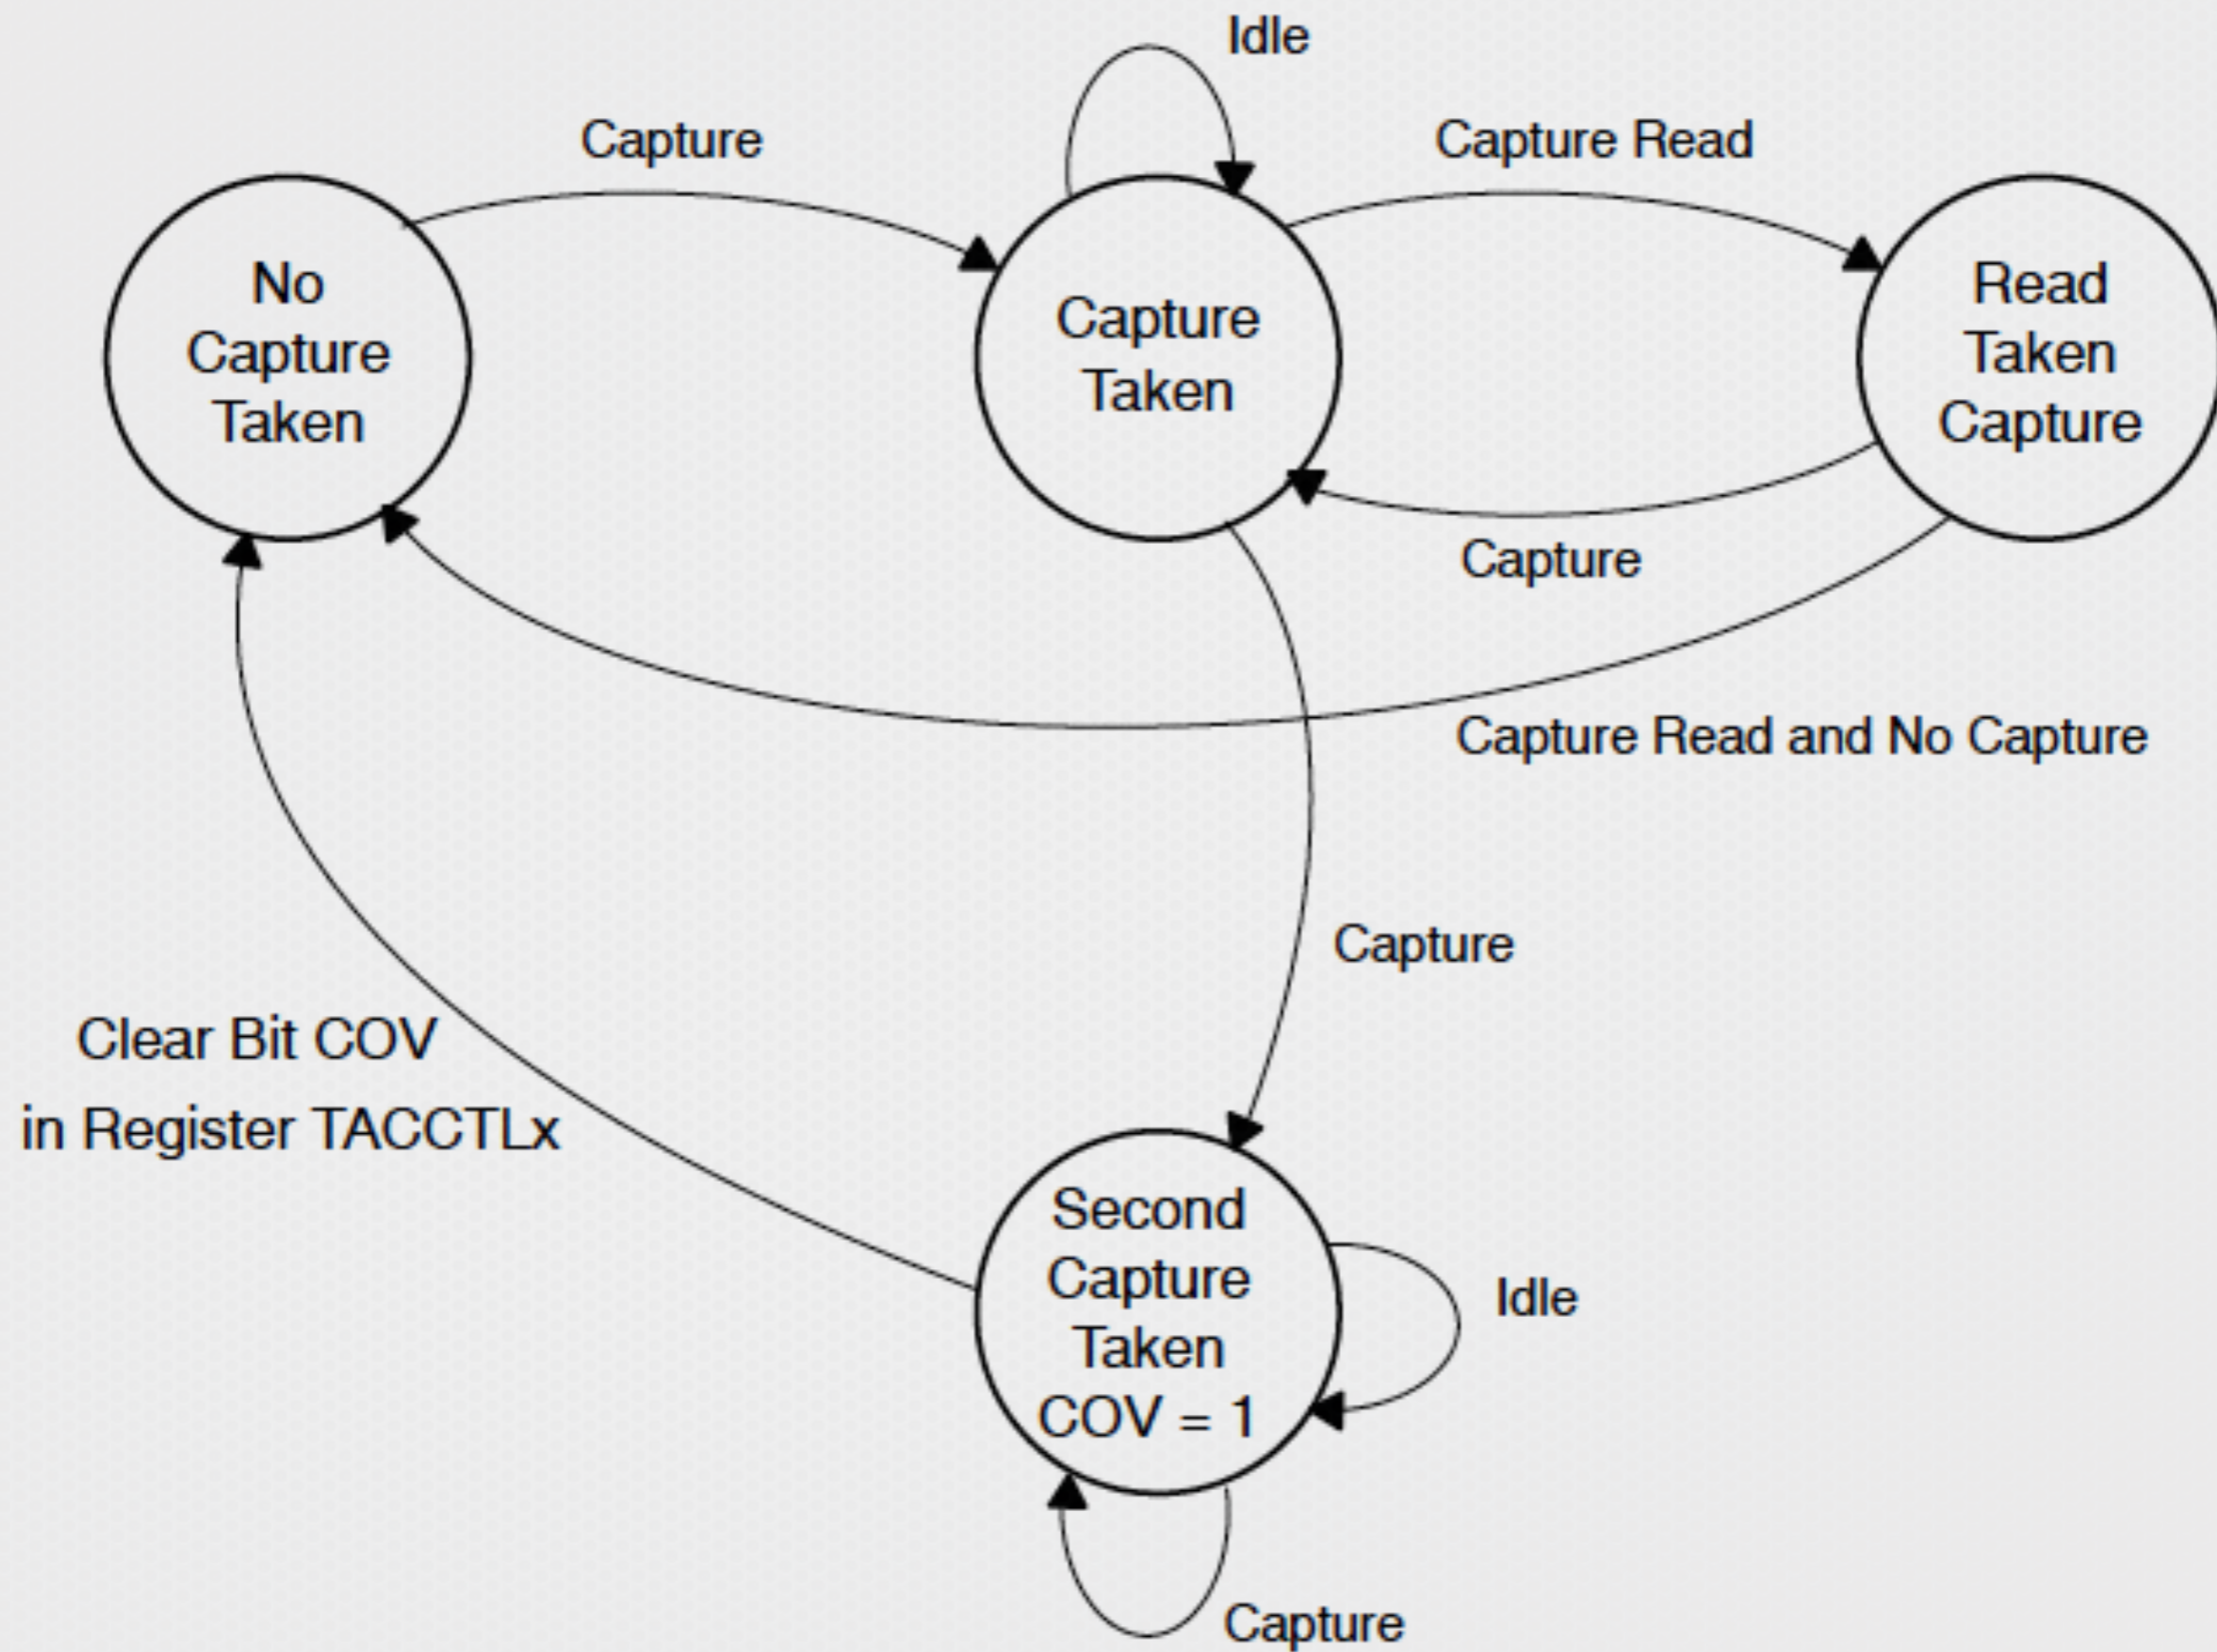 Idle
Capture
Capture Read
No
Capture
Taken
Capture
Taken
Read
Taken
Capture
Capture
Capture Read and No Capture
Capture
Clear Bit COV
in Register TACCTLx
Second
Capture
Taken
COV = 1
Idle
Capture